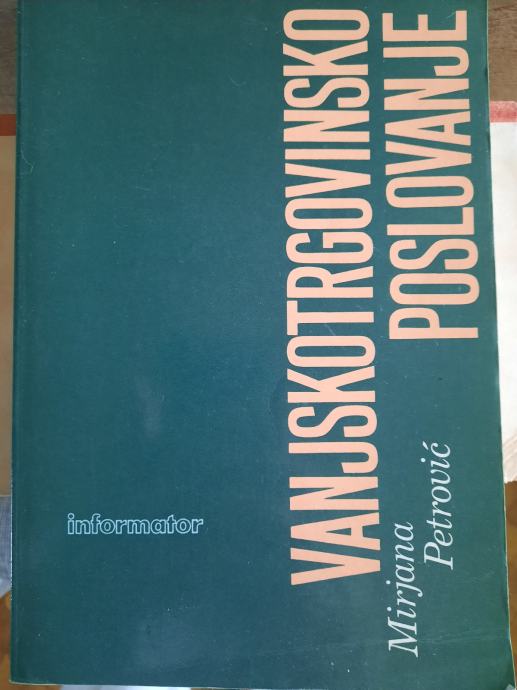 VANJSKOTRGOVINSKO
POSLOVANJE
Mirjana
Petrović
informator